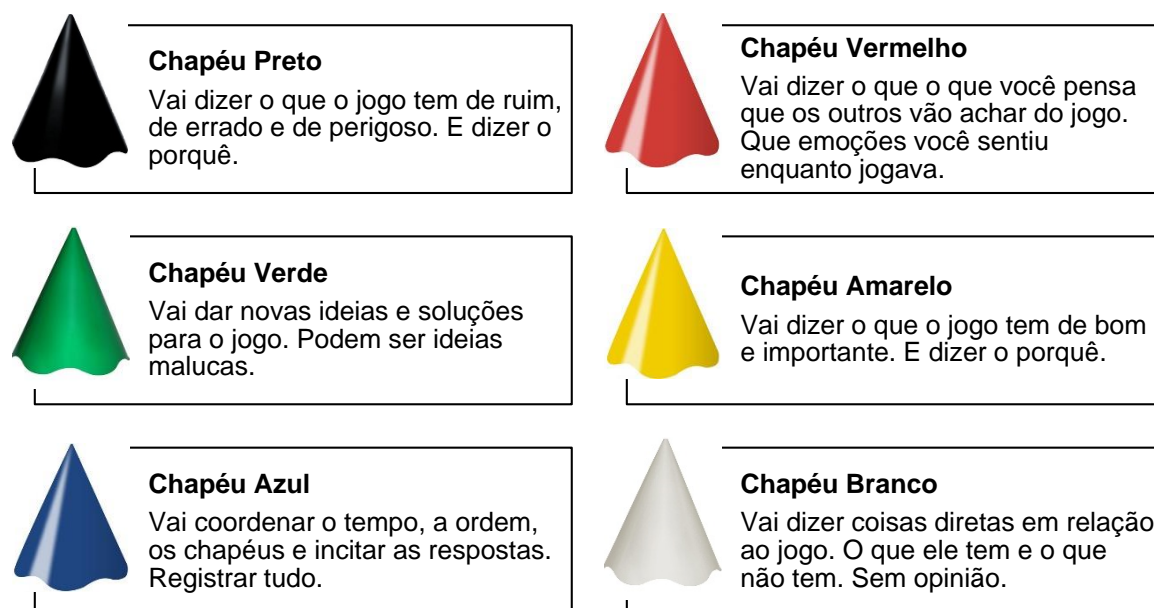 Chapéu Preto
Vai dizer o que o jogo tem de ruim,
de errado e de perigoso. E dizer o
porquê.
Chapéu Vermelho
Vai dizer o que o que você pensa
que os outros vão achar do jogo.
Que emoções você sentiu
enquanto jogava.
Chapéu Verde
Vai dar novas ideias e soluções
para o jogo. Podem ser ideias
malucas.
Chapéu Amarelo
Vai dizer o que o jogo tem de bom
e importante. E dizer o porquê.
Chapéu Azul
Vai coordenar o tempo, a ordem,
os chapéus e incitar as respostas.
Registrar tudo.
Chapéu Branco
Vai dizer coisas diretas em relação
ao jogo. O que ele tem e o que
não tem. Sem opinião.